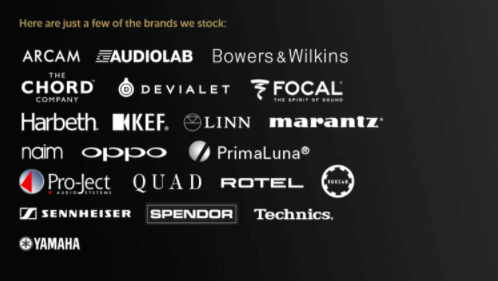 Here are just a few of the brands we stock:
ARCAM AUDIOLAB Bowers & Wilkins
THE CHORD COMPANY DEVIALET FOCAL® THE SPIRIT OF SOUND
Harbeth KEF® LINN marantz®
naim oppo PrimaLuna®
Pro-Ject AUDIO SYSTEMS QUAD ROTEL ROKSAN
SENNHEISER SPENDOR Technics.
YAMAHA